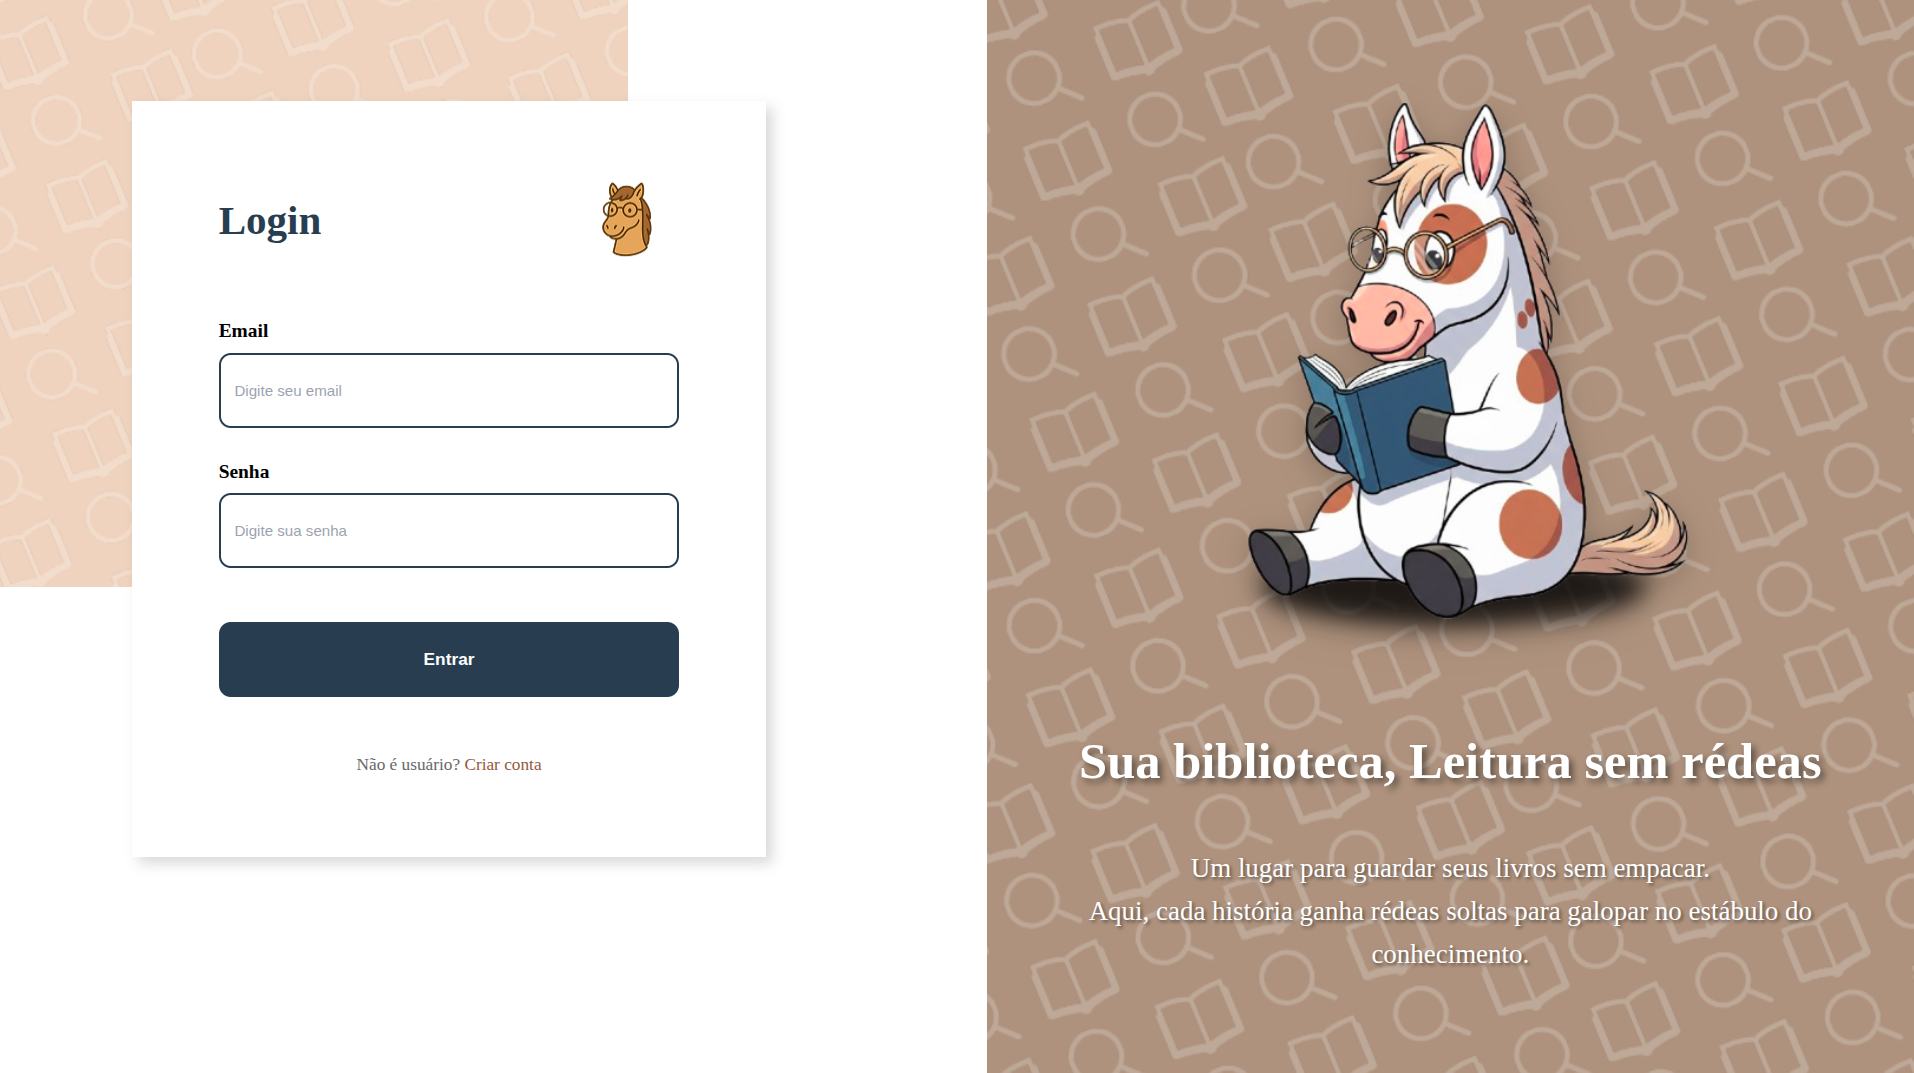 Login
Email
Digite seu email
Senha
Digite sua senha
Entrar
Não é usuário? Criar conta
Sua biblioteca, Leitura sem rédeas
Um lugar para guardar seus livros sem empacar.
Aqui, cada história ganha rédeas soltas para galopar no estábulo do
conhecimento.